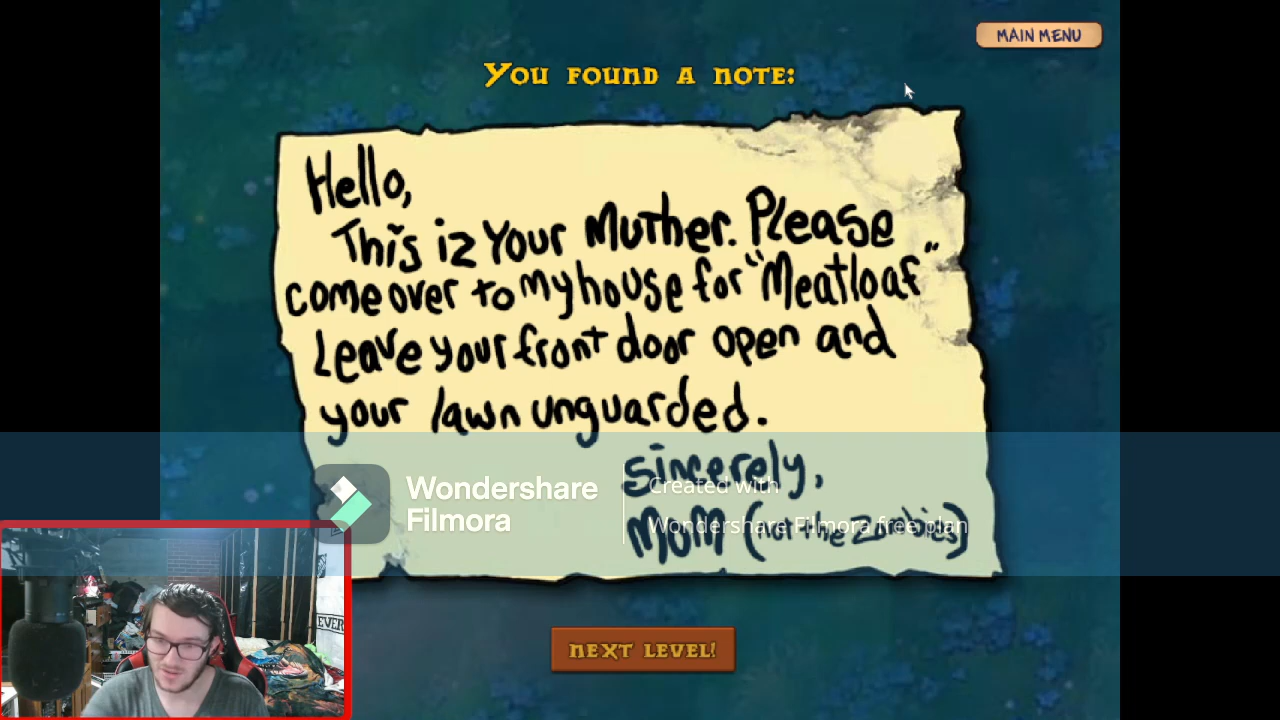 MAIN MENU
You found a note:
Hello,
This iz Your Muther. Please
come over to my house for "Meatloaf"
Leave your front door open and
your lawn unguarded.
sincerely,
Mom (not the Zombies)
Wondershare
Filmora
Created with
Wondershare Filmora free plan
EVER
NEXT LEVEL!